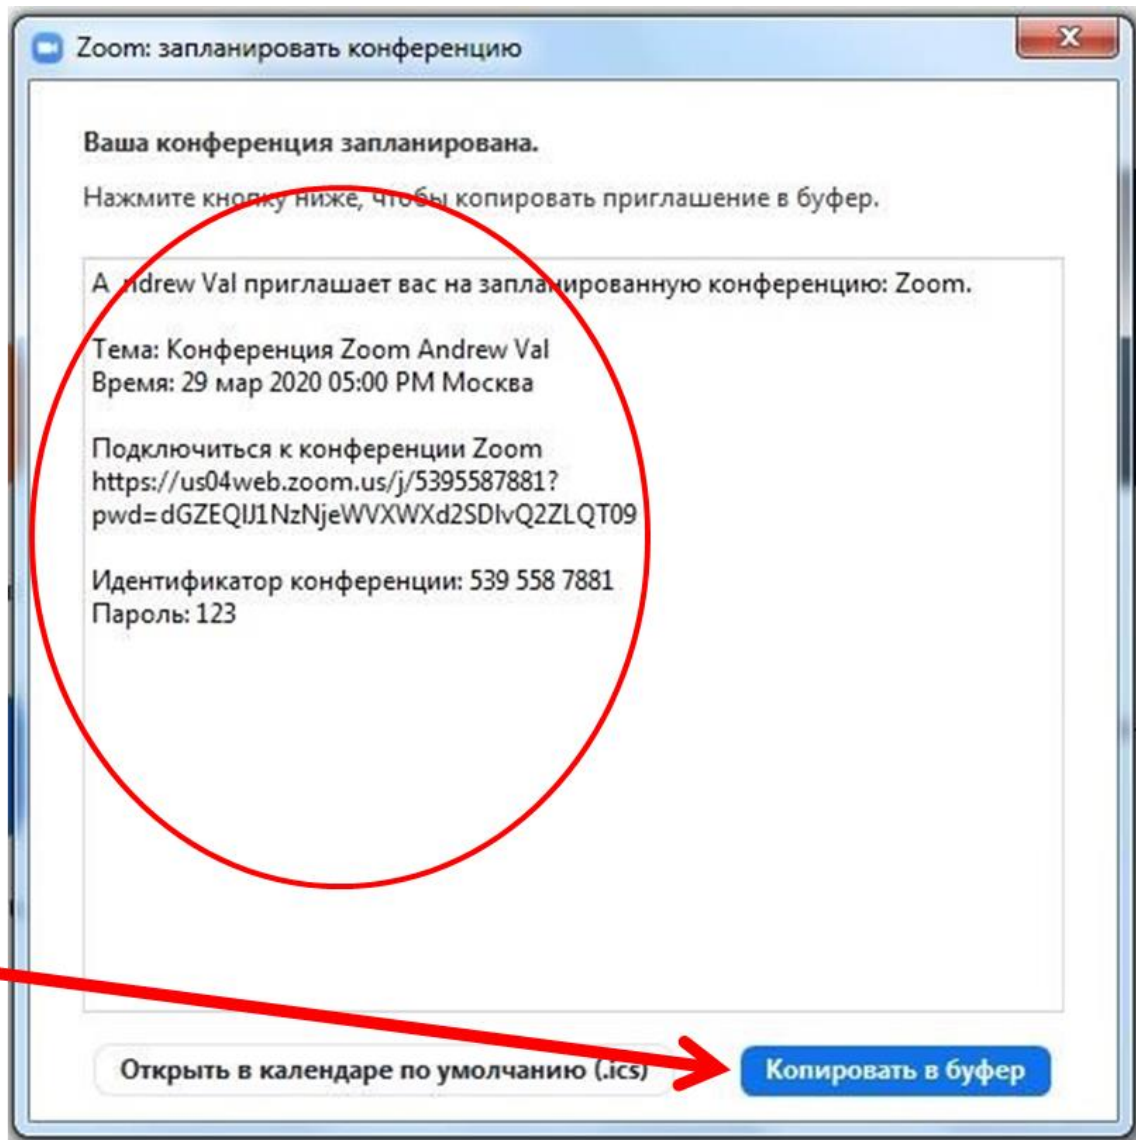 Zoom: запланировать конференцию
Ваша конференция запланирована.
Нажмите кнопку ниже, чтобы копировать приглашение в буфер.
A ndrew Val приглашает вас на запланированную конференцию: Zoom.
Тема: Конференция Zoom Andrew Val
Время: 29 мар 2020 05:00 PM Москва
Подключиться к конференции Zoom
https://us04web.zoom.us/j/5395587881?
pwd=dGZEQlJ1NzNjeWVXWXd2SDlvQ2ZLQT09
Идентификатор конференции: 539 558 7881
Пароль: 123
Открыть в календаре по умолчанию (.ics)
Копировать в буфер